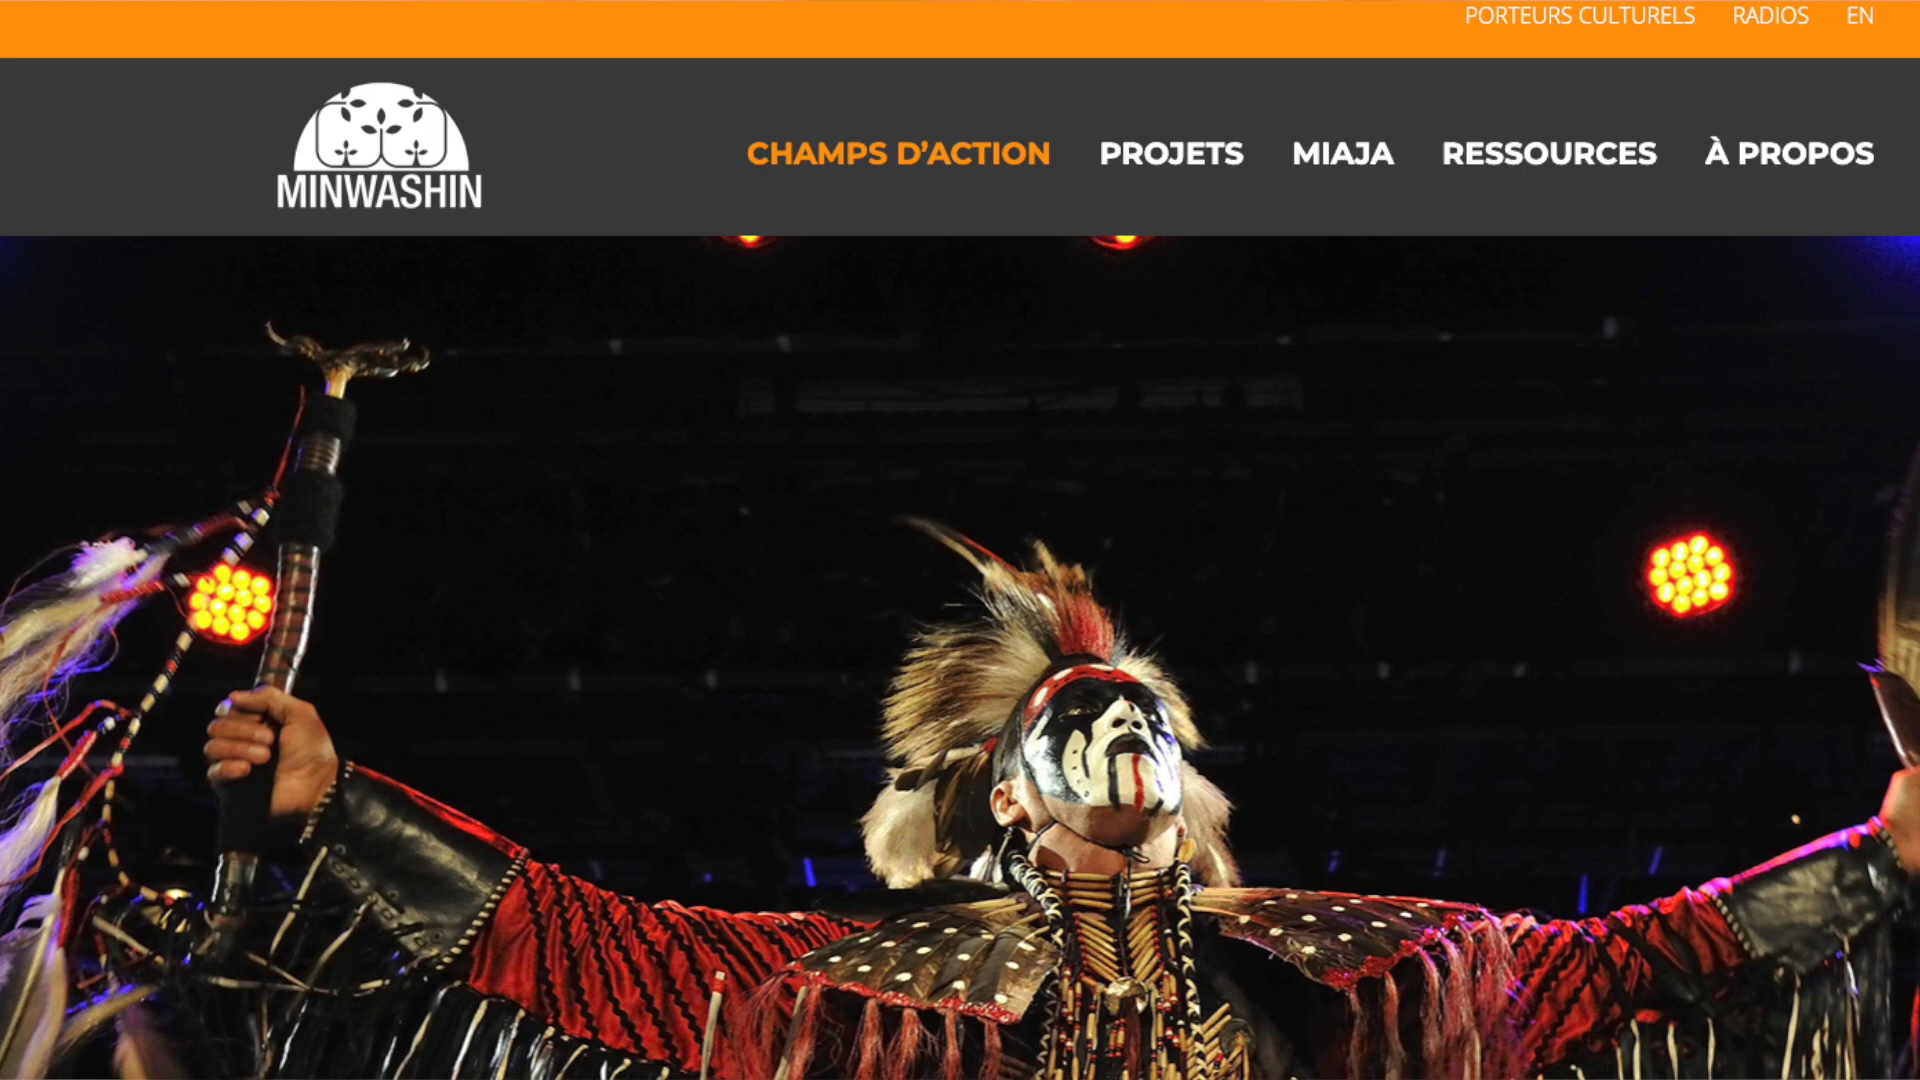 PORTEURS CULTURELS RADIOS EN
MINWASHIN
CHAMPS D’ACTION PROJETS MIAJA RESSOURCES À PROPOS